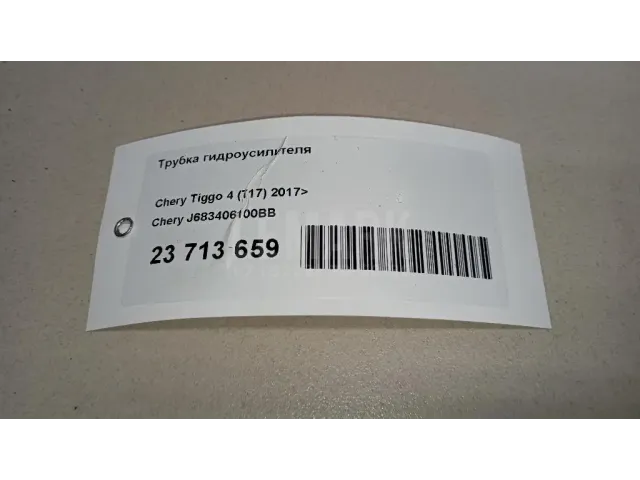 Трубка гидроусилителя
Chery Tiggo 4 (T17) 2017>
Chery J683406100BB
23 713 659